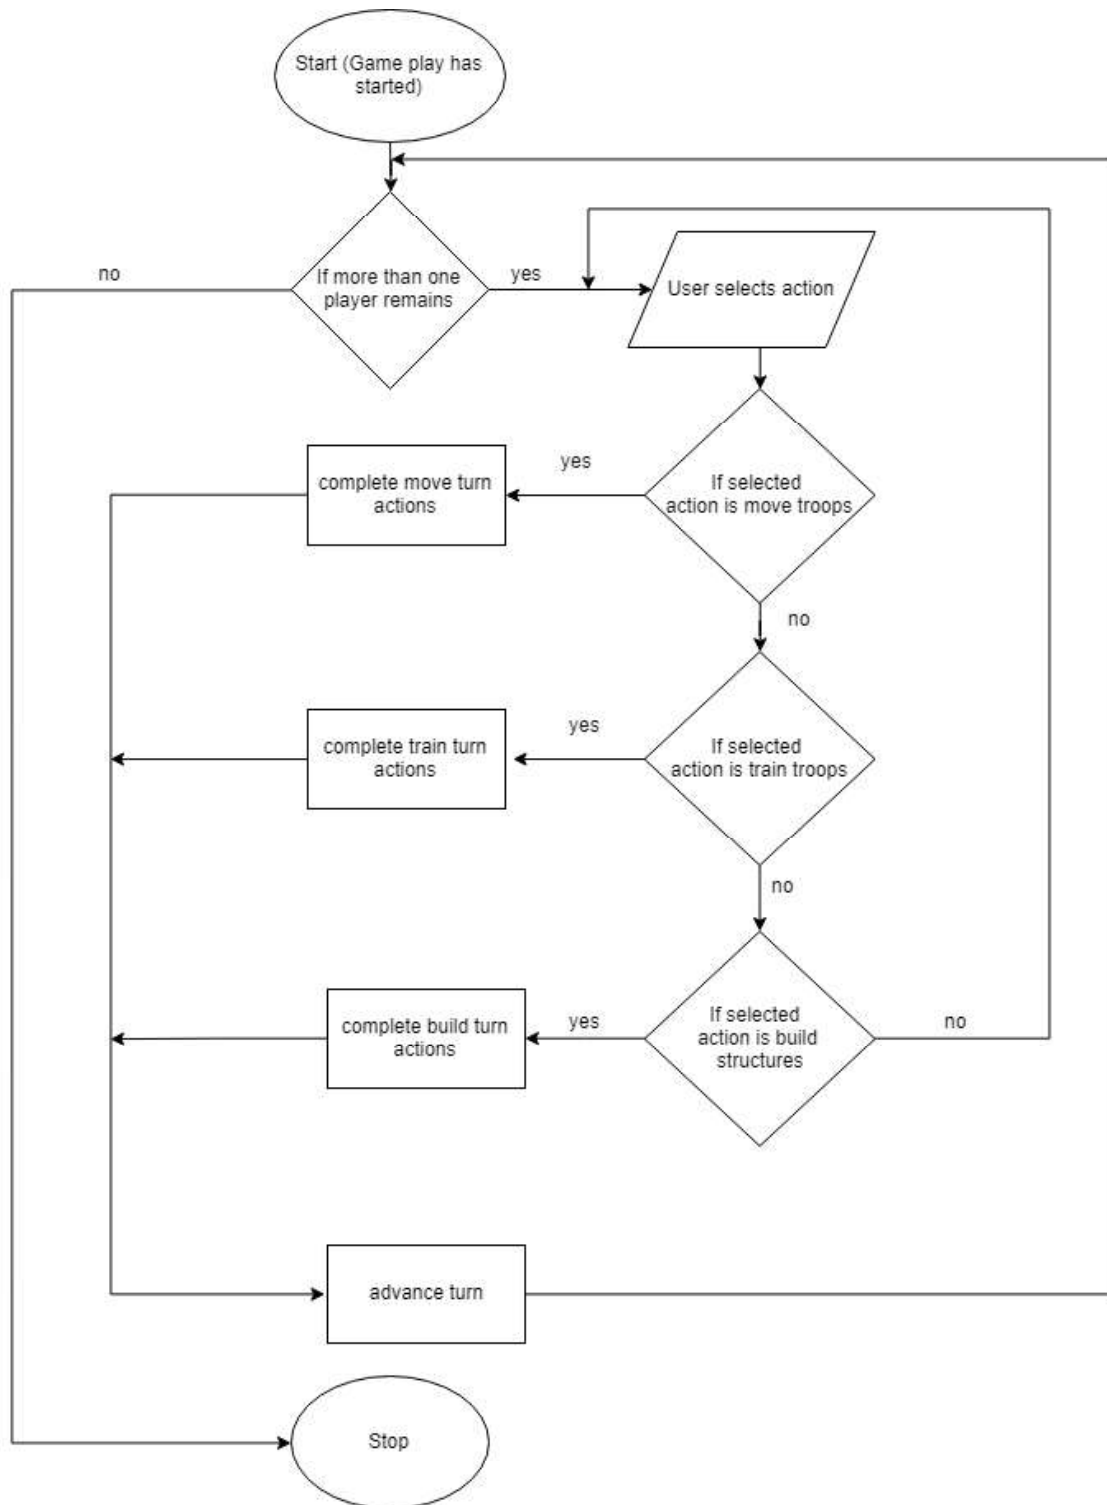 Start (Game play has
started)
no
If more than one
player remains
yes
User selects action
complete move turn
actions
yes
If selected
action is move troops
no
complete train turn
actions
yes
If selected
action is train troops
no
complete build turn
actions
yes
If selected
action is build
structures
no
advance turn
Stop